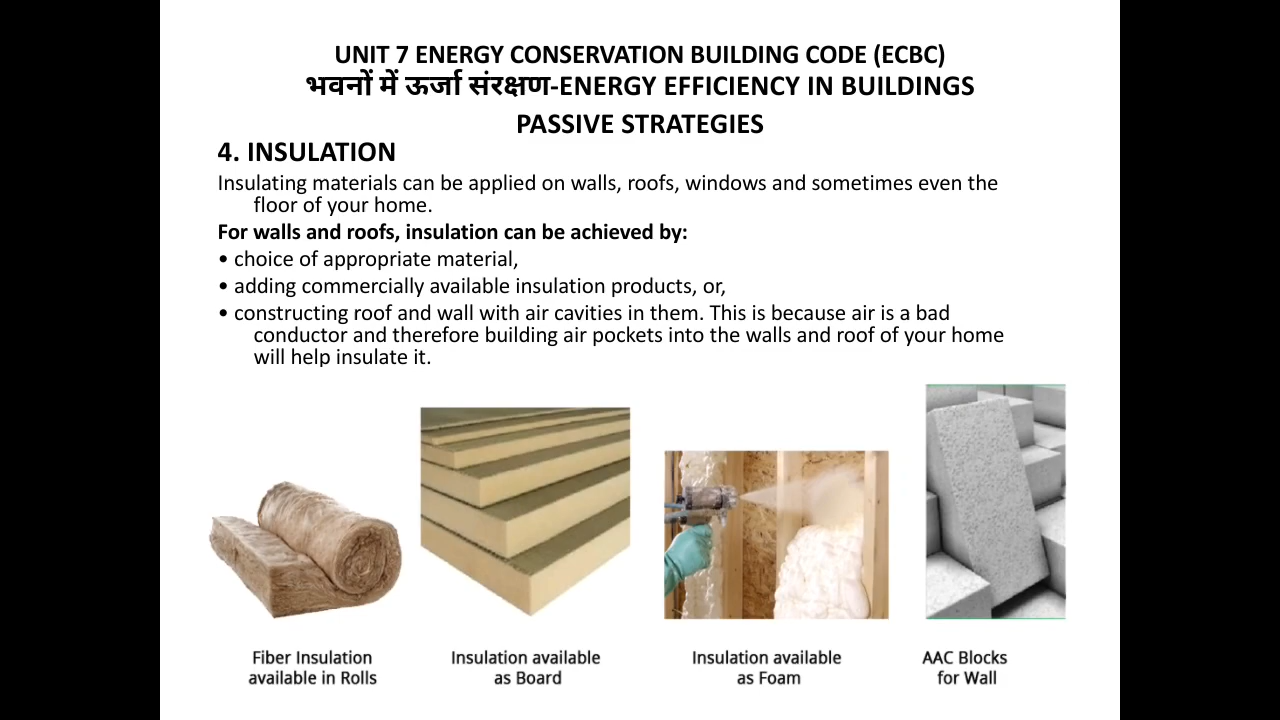 UNIT 7 ENERGY CONSERVATION BUILDING CODE (ECBC)
भवनों में ऊर्जा संरक्षण-ENERGY EFFICIENCY IN BUILDINGS
PASSIVE STRATEGIES
4. INSULATION
Insulating materials can be applied on walls, roofs, windows and sometimes even the
floor of your home.
For walls and roofs, insulation can be achieved by:
• choice of appropriate material,
• adding commercially available insulation products, or,
• constructing roof and wall with air cavities in them. This is because air is a bad
conductor and therefore building air pockets into the walls and roof of your home
will help insulate it.
Fiber Insulation
available in Rolls
Insulation available
as Board
Insulation available
as Foam
AAC Blocks
for Wall